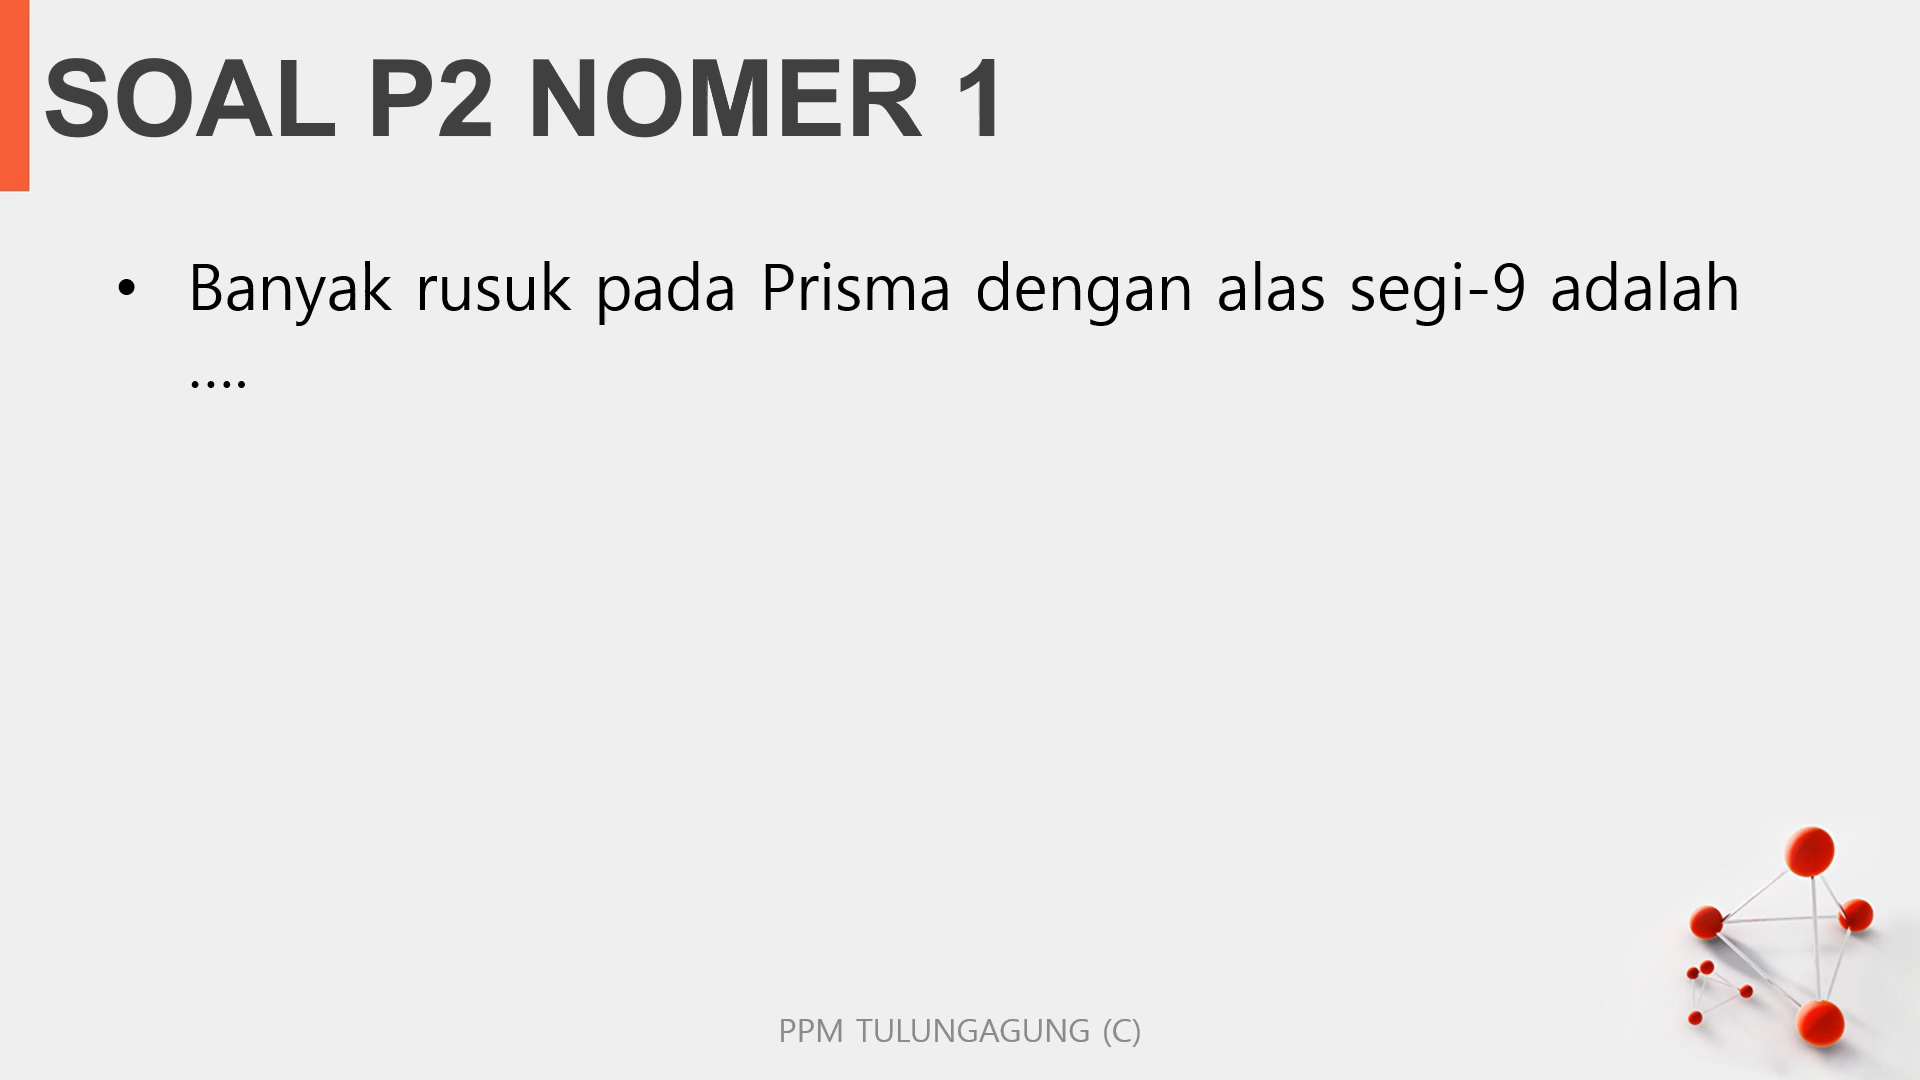 SOAL P2 NOMER 1
• Banyak rusuk pada Prisma dengan alas segi-9 adalah
....
PPM TULUNGAGUNG (C)